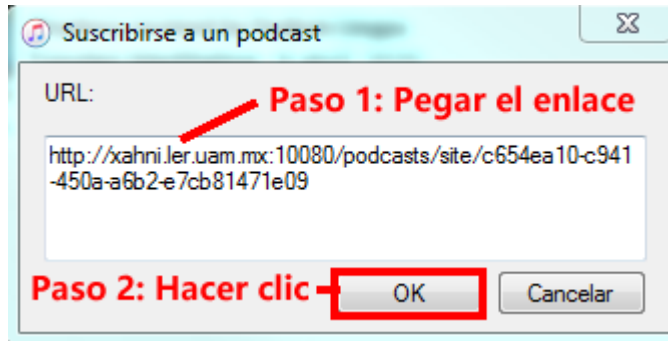 Suscribirse a un podcast
URL:
Paso 1: Pegar el enlace
http://xahni.ler.uam.mx:10080/podcasts/site/c654ea10-c941
-450a-a6b2-e7cb81471e09
Paso 2: Hacer clic
OK
Cancelar